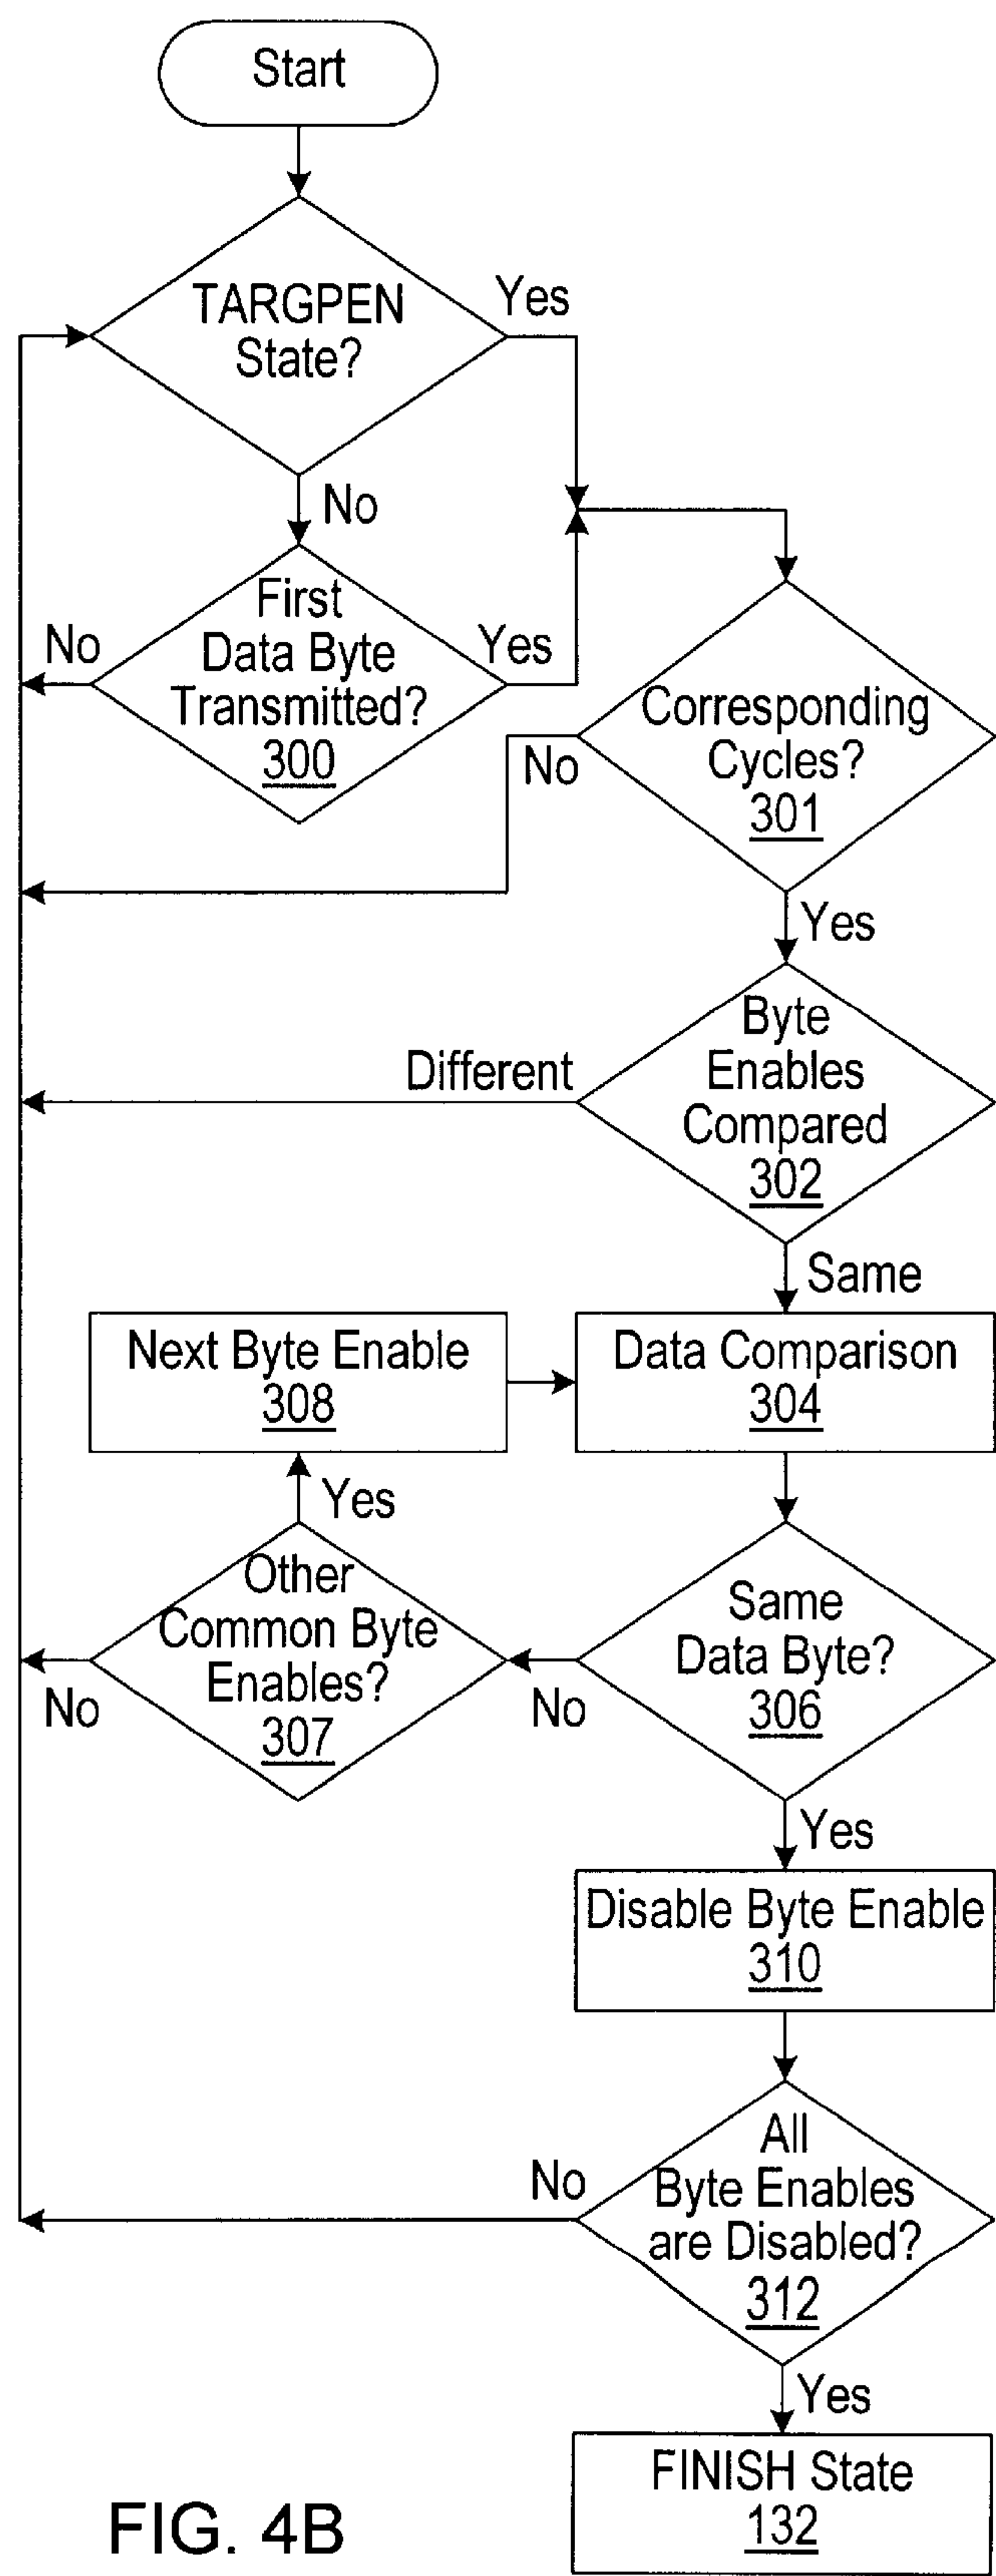 Start
TARGPEN
State?
Yes
No
First
Data Byte
Transmitted?
300
No
Yes
Corresponding
Cycles?
301
No
Yes
Byte
Enables
Compared
302
Different
Same
Next Byte Enable
308
Data Comparison
304
Yes
Other
Common Byte
Enables?
307
No
Same
Data Byte?
306
No
Yes
Disable Byte Enable
310
All
Byte Enables
are Disabled?
312
No
Yes
FINISH State
132
FIG. 4B